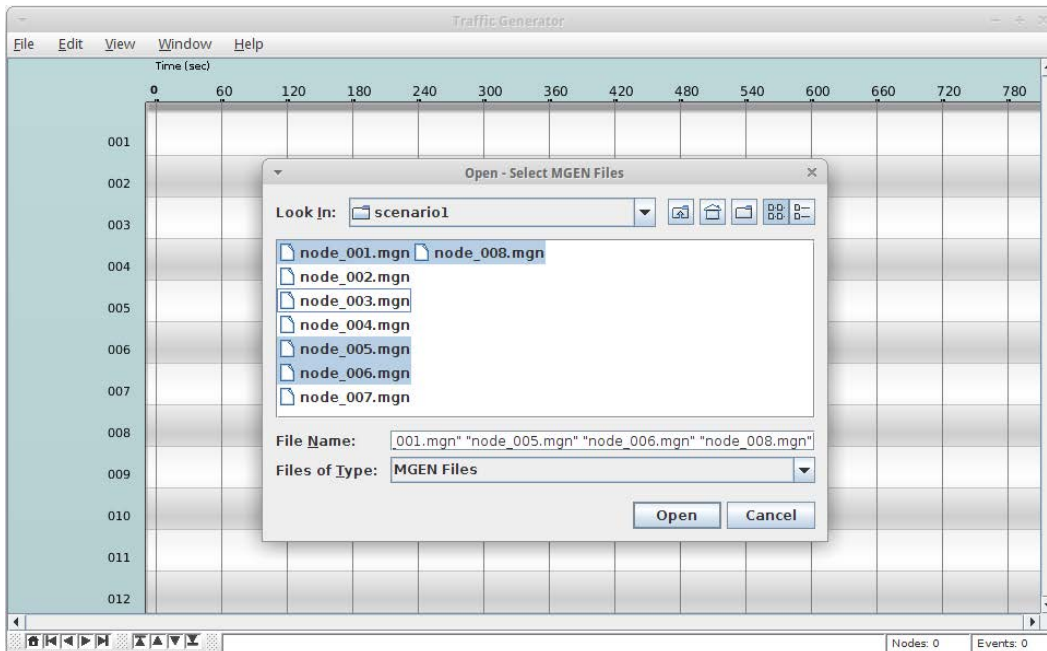 Traffic Generator
File Edit View Window Help
Time (sec)
0 60 120 180 240 300 360 420 480 540 600 660 720 780
001
002
003
004
005
006
007
008
009
010
011
012
Open - Select MGEN Files
Look In: scenario1
node_001.mgn node_008.mgn
node_002.mgn
node_003.mgn
node_004.mgn
node_005.mgn
node_006.mgn
node_007.mgn
File Name: _001.mgn" "node_005.mgn" "node_006.mgn" "node_008.mgn"
Files of Type: MGEN Files
Open Cancel
Nodes: 0 Events: 0